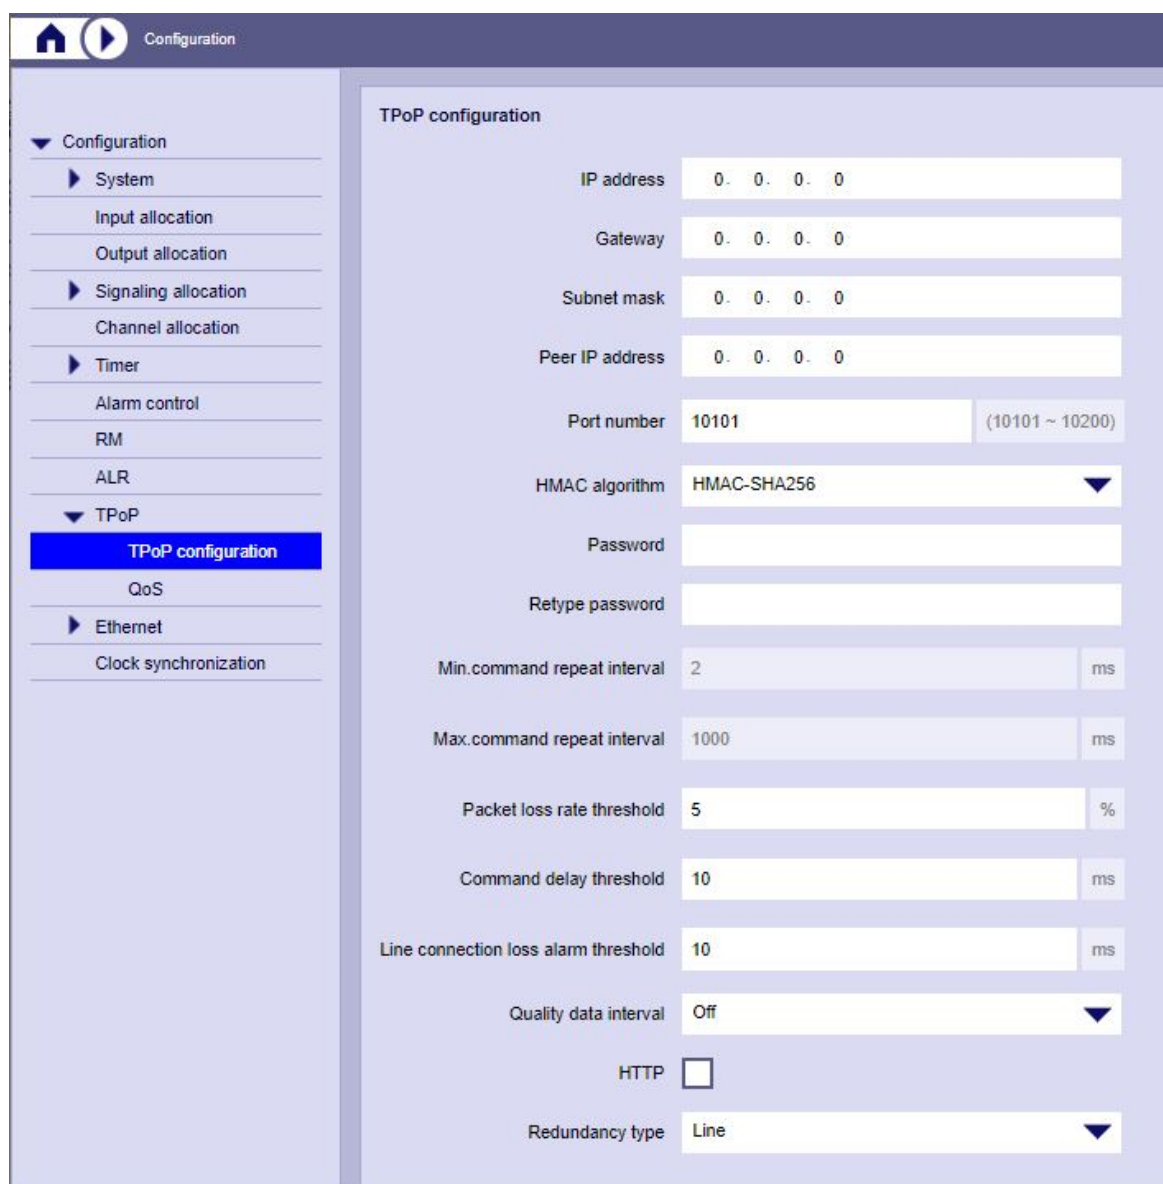 Configuration
Configuration
System
Input allocation
Output allocation
Signaling allocation
Channel allocation
Timer
Alarm control
RM
ALR
TPoP
TPoP configuration
QoS
Ethernet
Clock synchronization
TPoP configuration
IP address 0. 0. 0. 0
Gateway 0. 0. 0. 0
Subnet mask 0. 0. 0. 0
Peer IP address 0. 0. 0. 0
Port number 10101 (10101 ~ 10200)
HMAC algorithm HMAC-SHA256
Password
Retype password
Min.command repeat interval 2 ms
Max.command repeat interval 1000 ms
Packet loss rate threshold 5 %
Command delay threshold 10 ms
Line connection loss alarm threshold 10 ms
Quality data interval Off
HTTP
Redundancy type Line